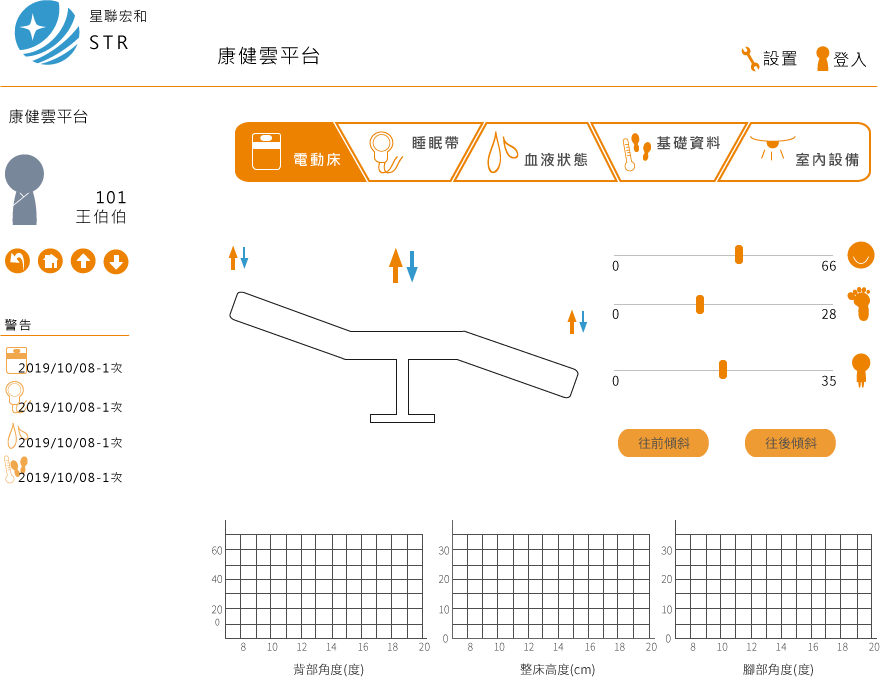 星聯宏和
STR
康健雲平台
設置
登入
康健雲平台
101
王伯伯
警告
2019/10/08-1次
2019/10/08-1次
2019/10/08-1次
2019/10/08-1次
電動床
睡眠帶
血液狀態
基礎資料
室內設備
0 66
0 28
0 35
往前傾斜
往後傾斜
60
40
20
0
8 10 12 14 16 18 20
背部角度(度)
30
20
10
0
8 10 12 14 16 18 20
整床高度(cm)
30
20
10
0
8 10 12 14 16 18 20
腳部角度(度)